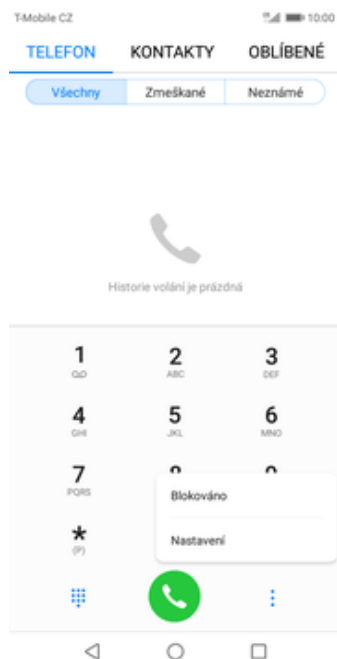 T-Mobile CZ 10:00
TELEFON KONTAKTY OBLÍBENÉ
Všechny Zmeškané Neznámé
Historie volání je prázdná
1 2 3
ABC DEF
4 5 6
GHI JKL MNO
7
PQRS
Blokováno
*
(P)
Nastavení